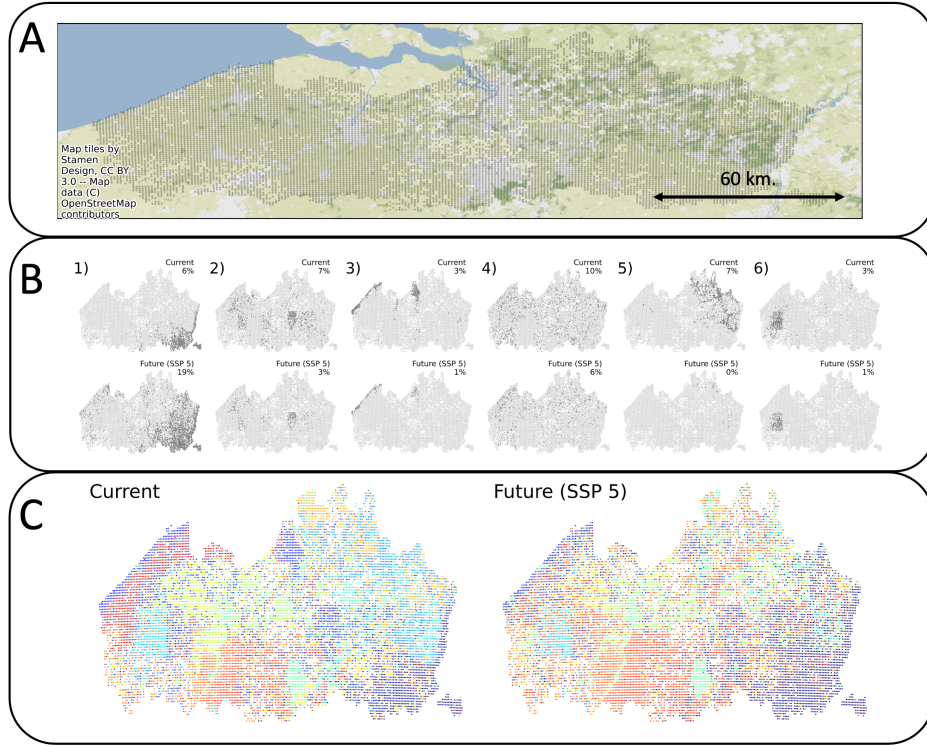 A
Map tiles by
Stamen
Design, CC BY
3.0 -- Map
data (C)
OpenStreetMap
contributors
60 km.
B
1)
Current
6%
2)
Current
7%
3)
Current
3%
4)
Current
10%
5)
Current
7%
6)
Current
3%
Future (SSP 5)
19%
Future (SSP 5)
3%
Future (SSP 5)
1%
Future (SSP 5)
6%
Future (SSP 5)
0%
Future (SSP 5)
1%
C
Current
Future (SSP 5)